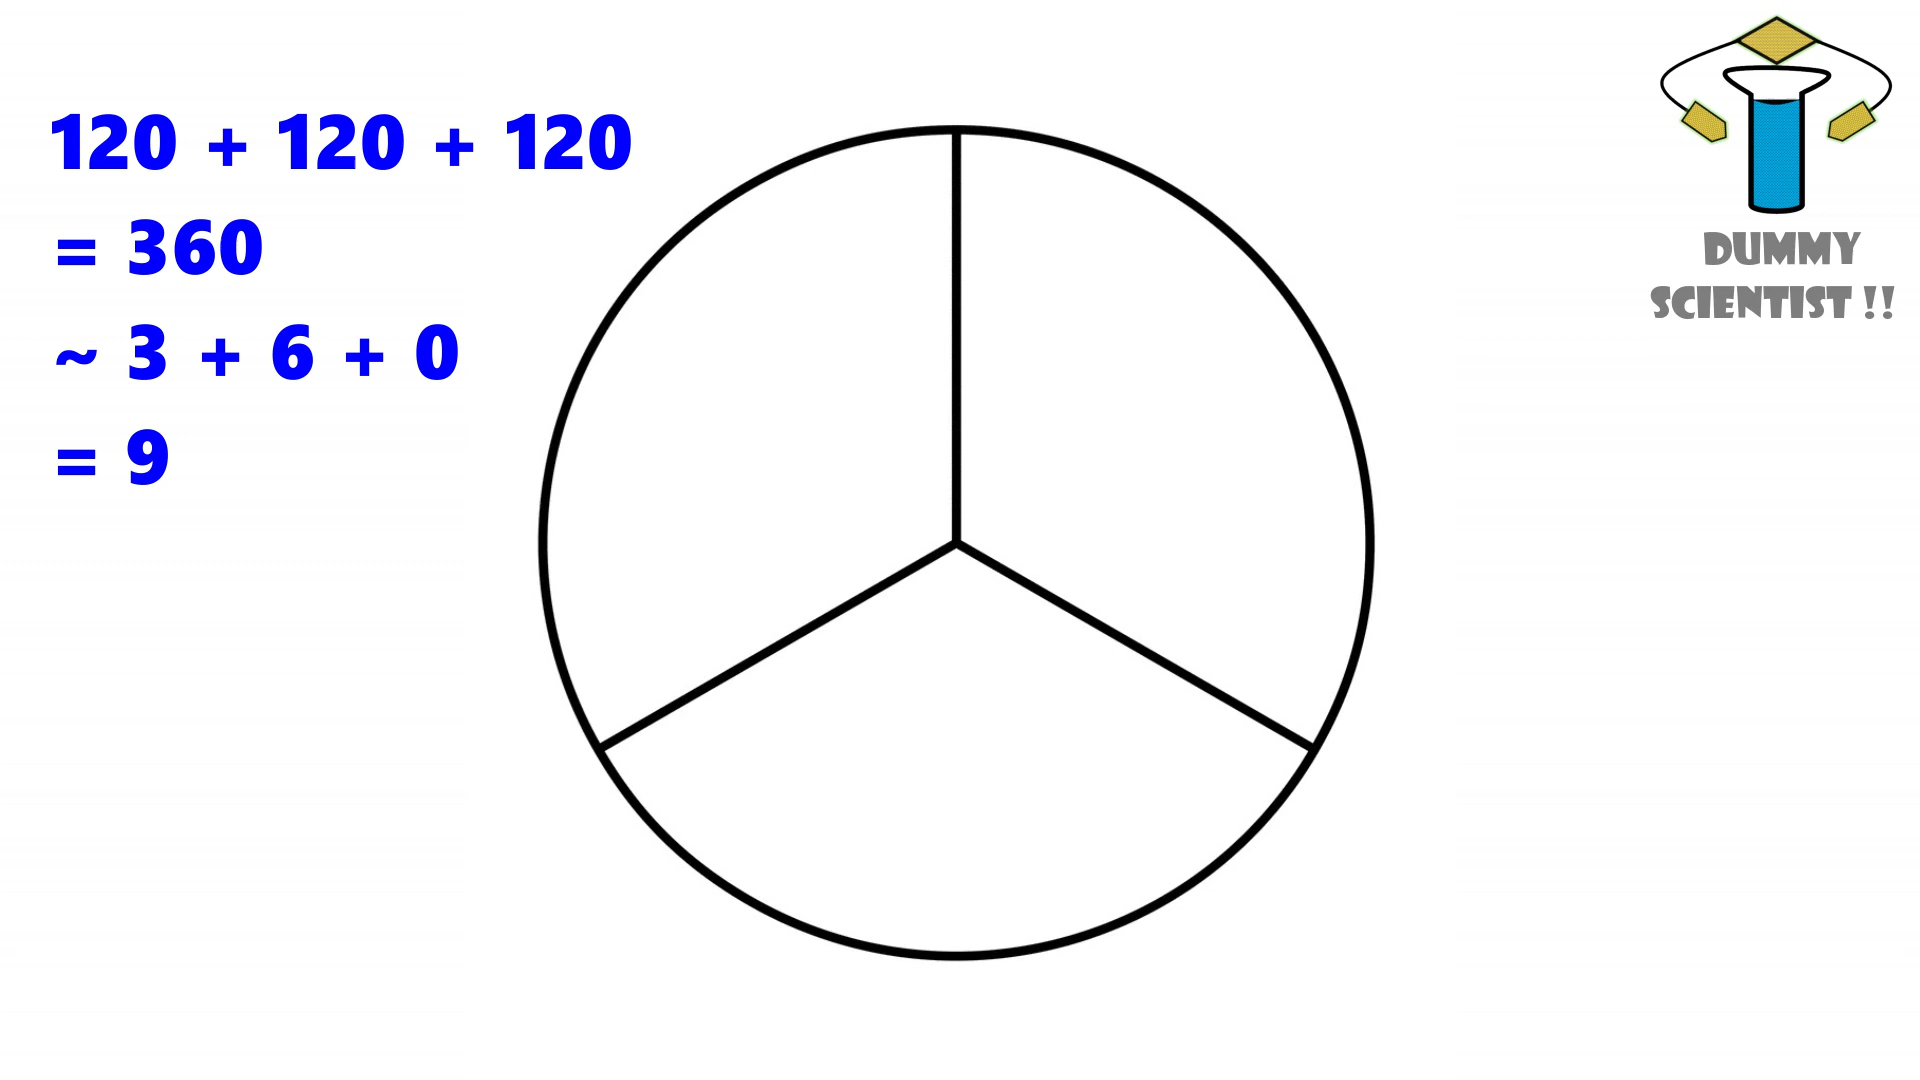 120 + 120 + 120
= 360
~ 3 + 6 + 0
= 9
DUMMY
SCIENTIST !!